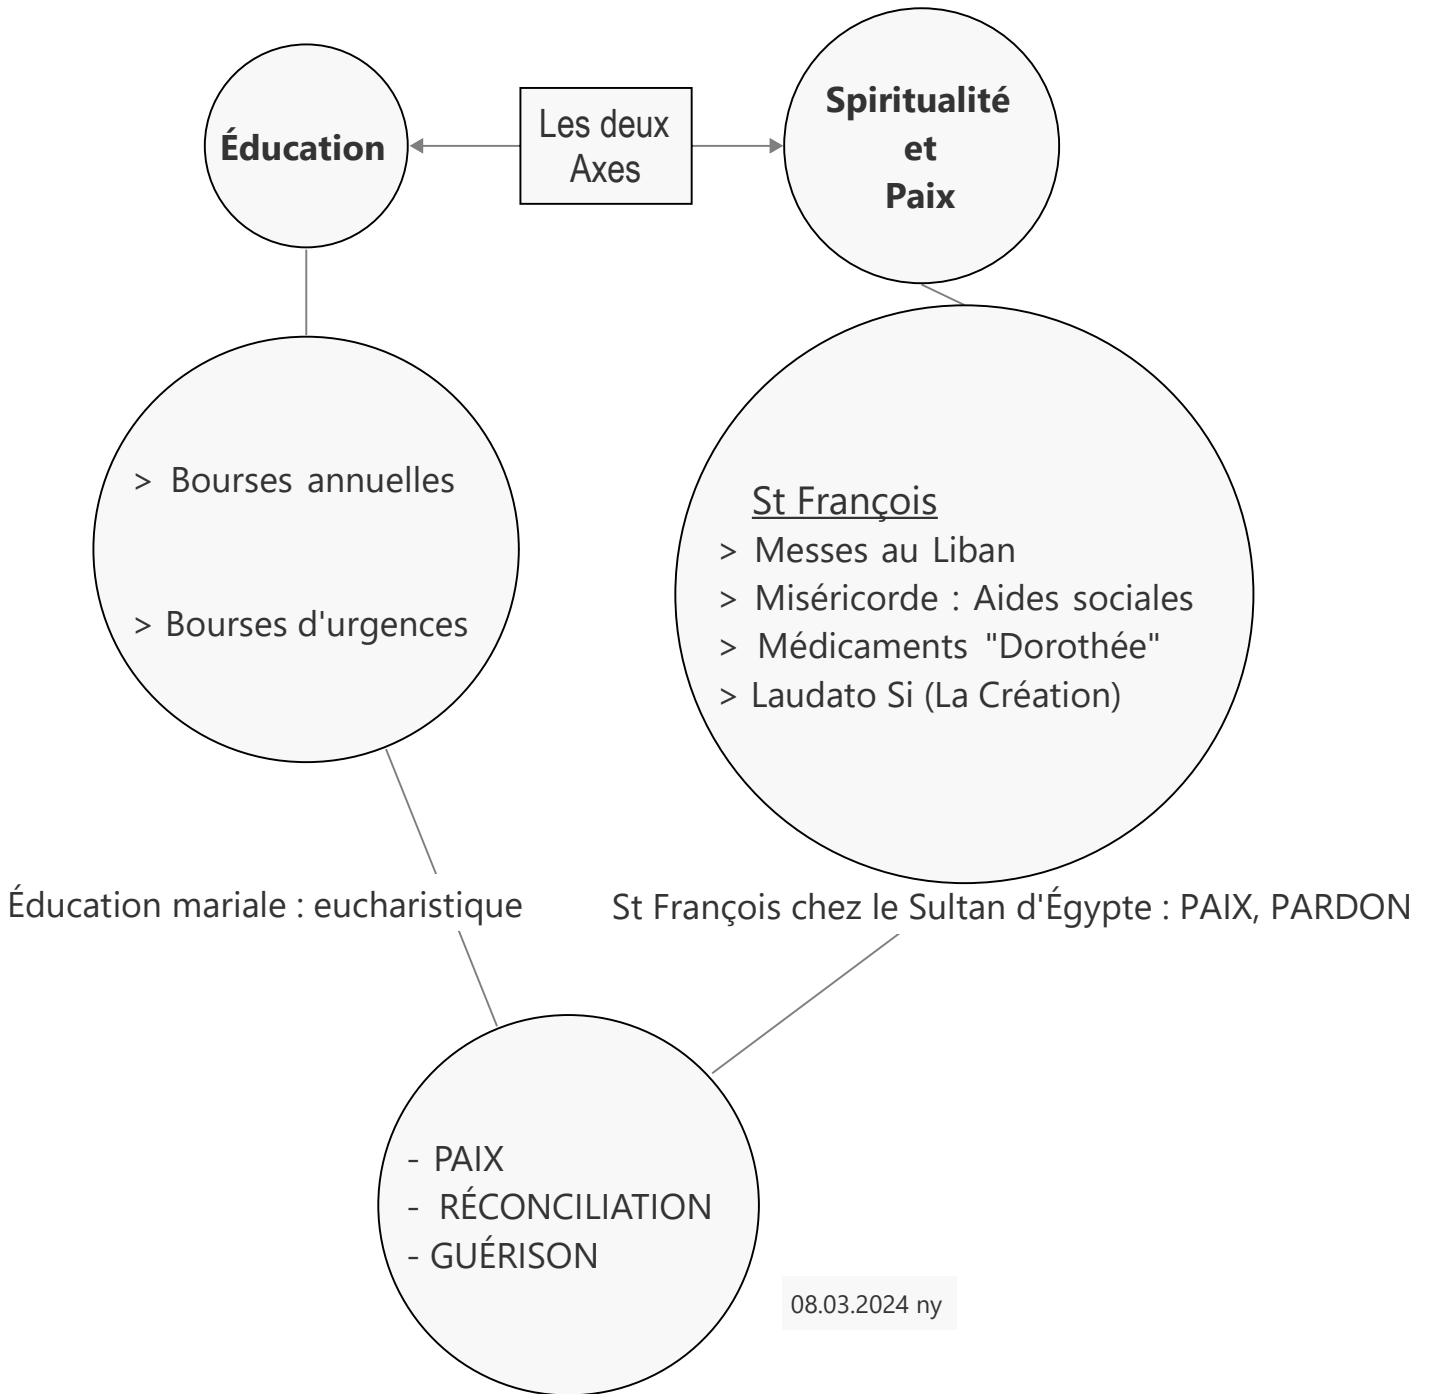 Éducation
Les deux
Axes
Spiritualité
et
Paix
> Bourses annuelles
> Bourses d'urgences
St François
> Messes au Liban
> Miséricorde : Aides sociales
> Médicaments "Dorothée"
> Laudato Si (La Création)
Éducation mariale : eucharistique
St François chez le Sultan d'Égypte : PAIX, PARDON
- PAIX
- RÉCONCILIATION
- GUÉRISON
08.03.2024 ny